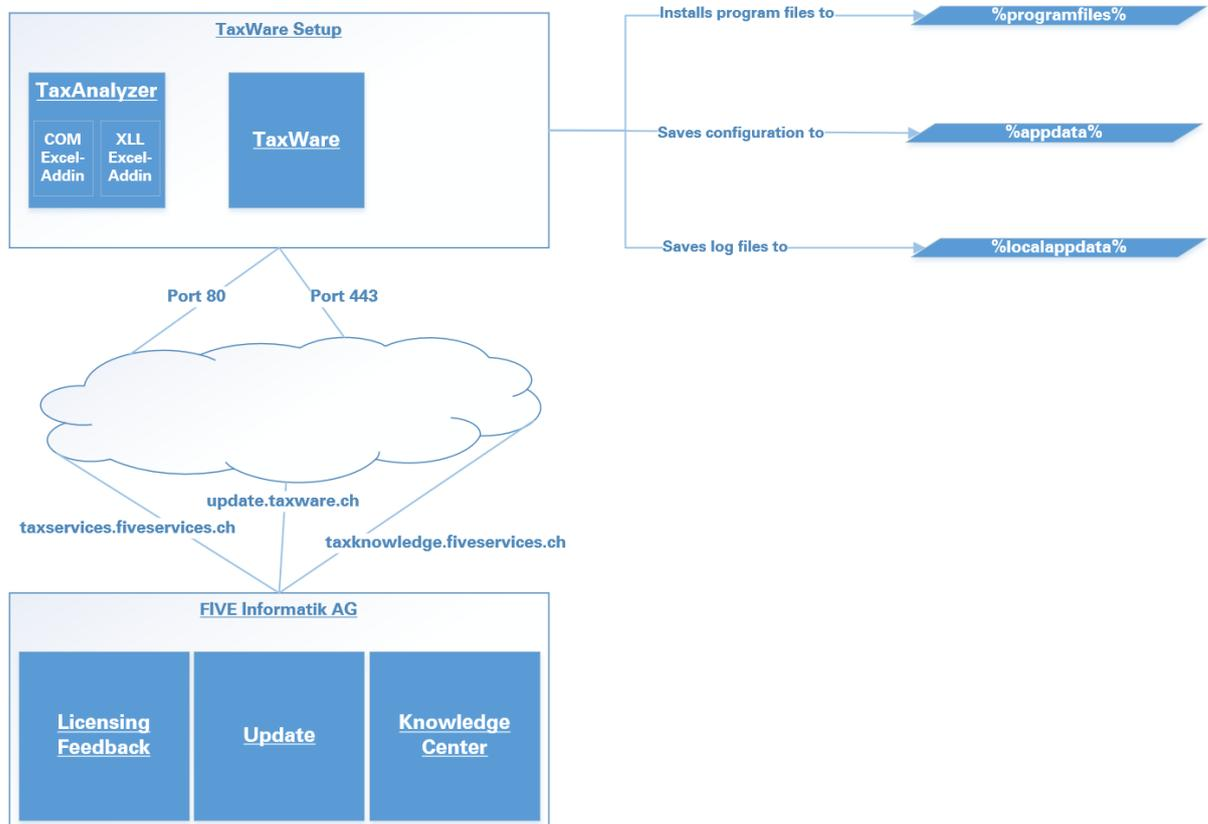 TaxWare Setup
TaxAnalyzer
COM
Excel-
Addin
XLL
Excel-
Addin
TaxWare
Installs program files to
%programfiles%
Saves configuration to
%appdata%
Saves log files to
%localappdata%
Port 80
Port 443
update.taxware.ch
taxservices.fiveservices.ch
taxknowledge.fiveservices.ch
FIVE Informatik AG
Licensing
Feedback
Update
Knowledge
Center